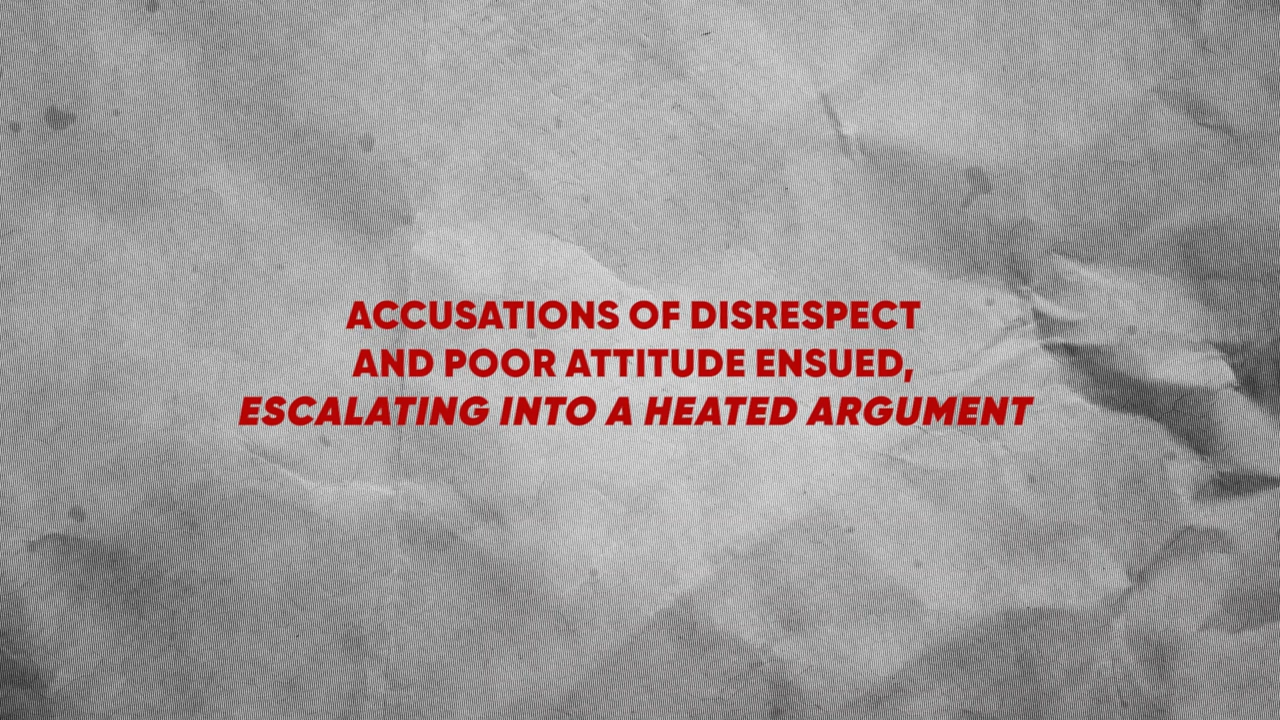 ACCUSATIONS OF DISRESPECT
AND POOR ATTITUDE ENSUED,
ESCALATING INTO A HEATED ARGUMENT